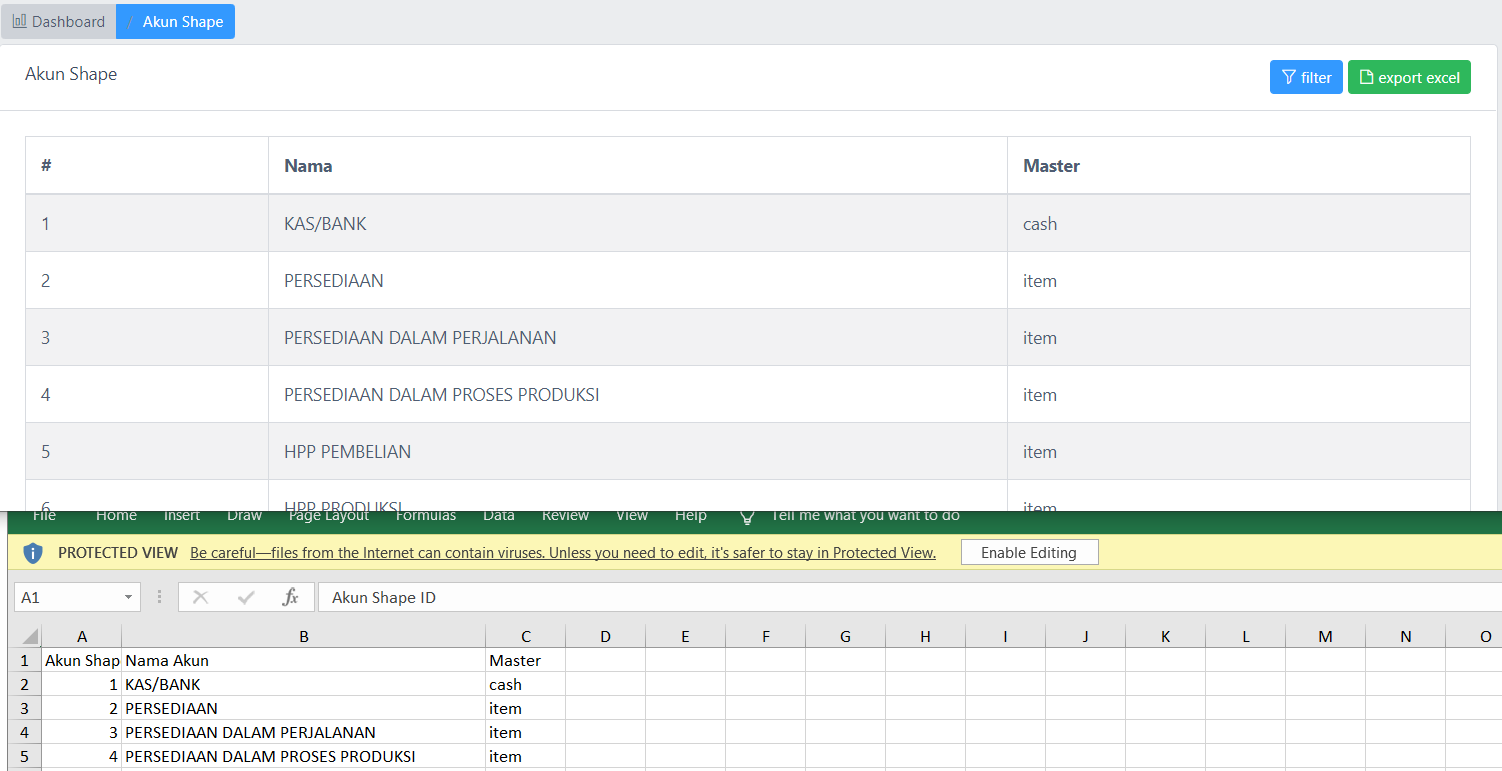 Dashboard / Akun Shape
Akun Shape
filter export excel
# Nama Master
1 KAS/BANK cash
2 PERSEDIAAN item
3 PERSEDIAAN DALAM PERJALANAN item
4 PERSEDIAAN DALAM PROSES PRODUKSI item
5 HPP PEMBELIAN item
6 HPP PRODUKSI item
File Home Insert Draw Page Layout Formulas Data Review View Help Tell me what you want to do
PROTECTED VIEW Be careful—files from the Internet can contain viruses. Unless you need to edit, it's safer to stay in Protected View. Enable Editing
A1 fx Akun Shape ID
A B C D E F G H I J K L M N O
1 Akun Shap Nama Akun Master
2 1 KAS/BANK cash
3 2 PERSEDIAAN item
4 3 PERSEDIAAN DALAM PERJALANAN item
5 4 PERSEDIAAN DALAM PROSES PRODUKSI item